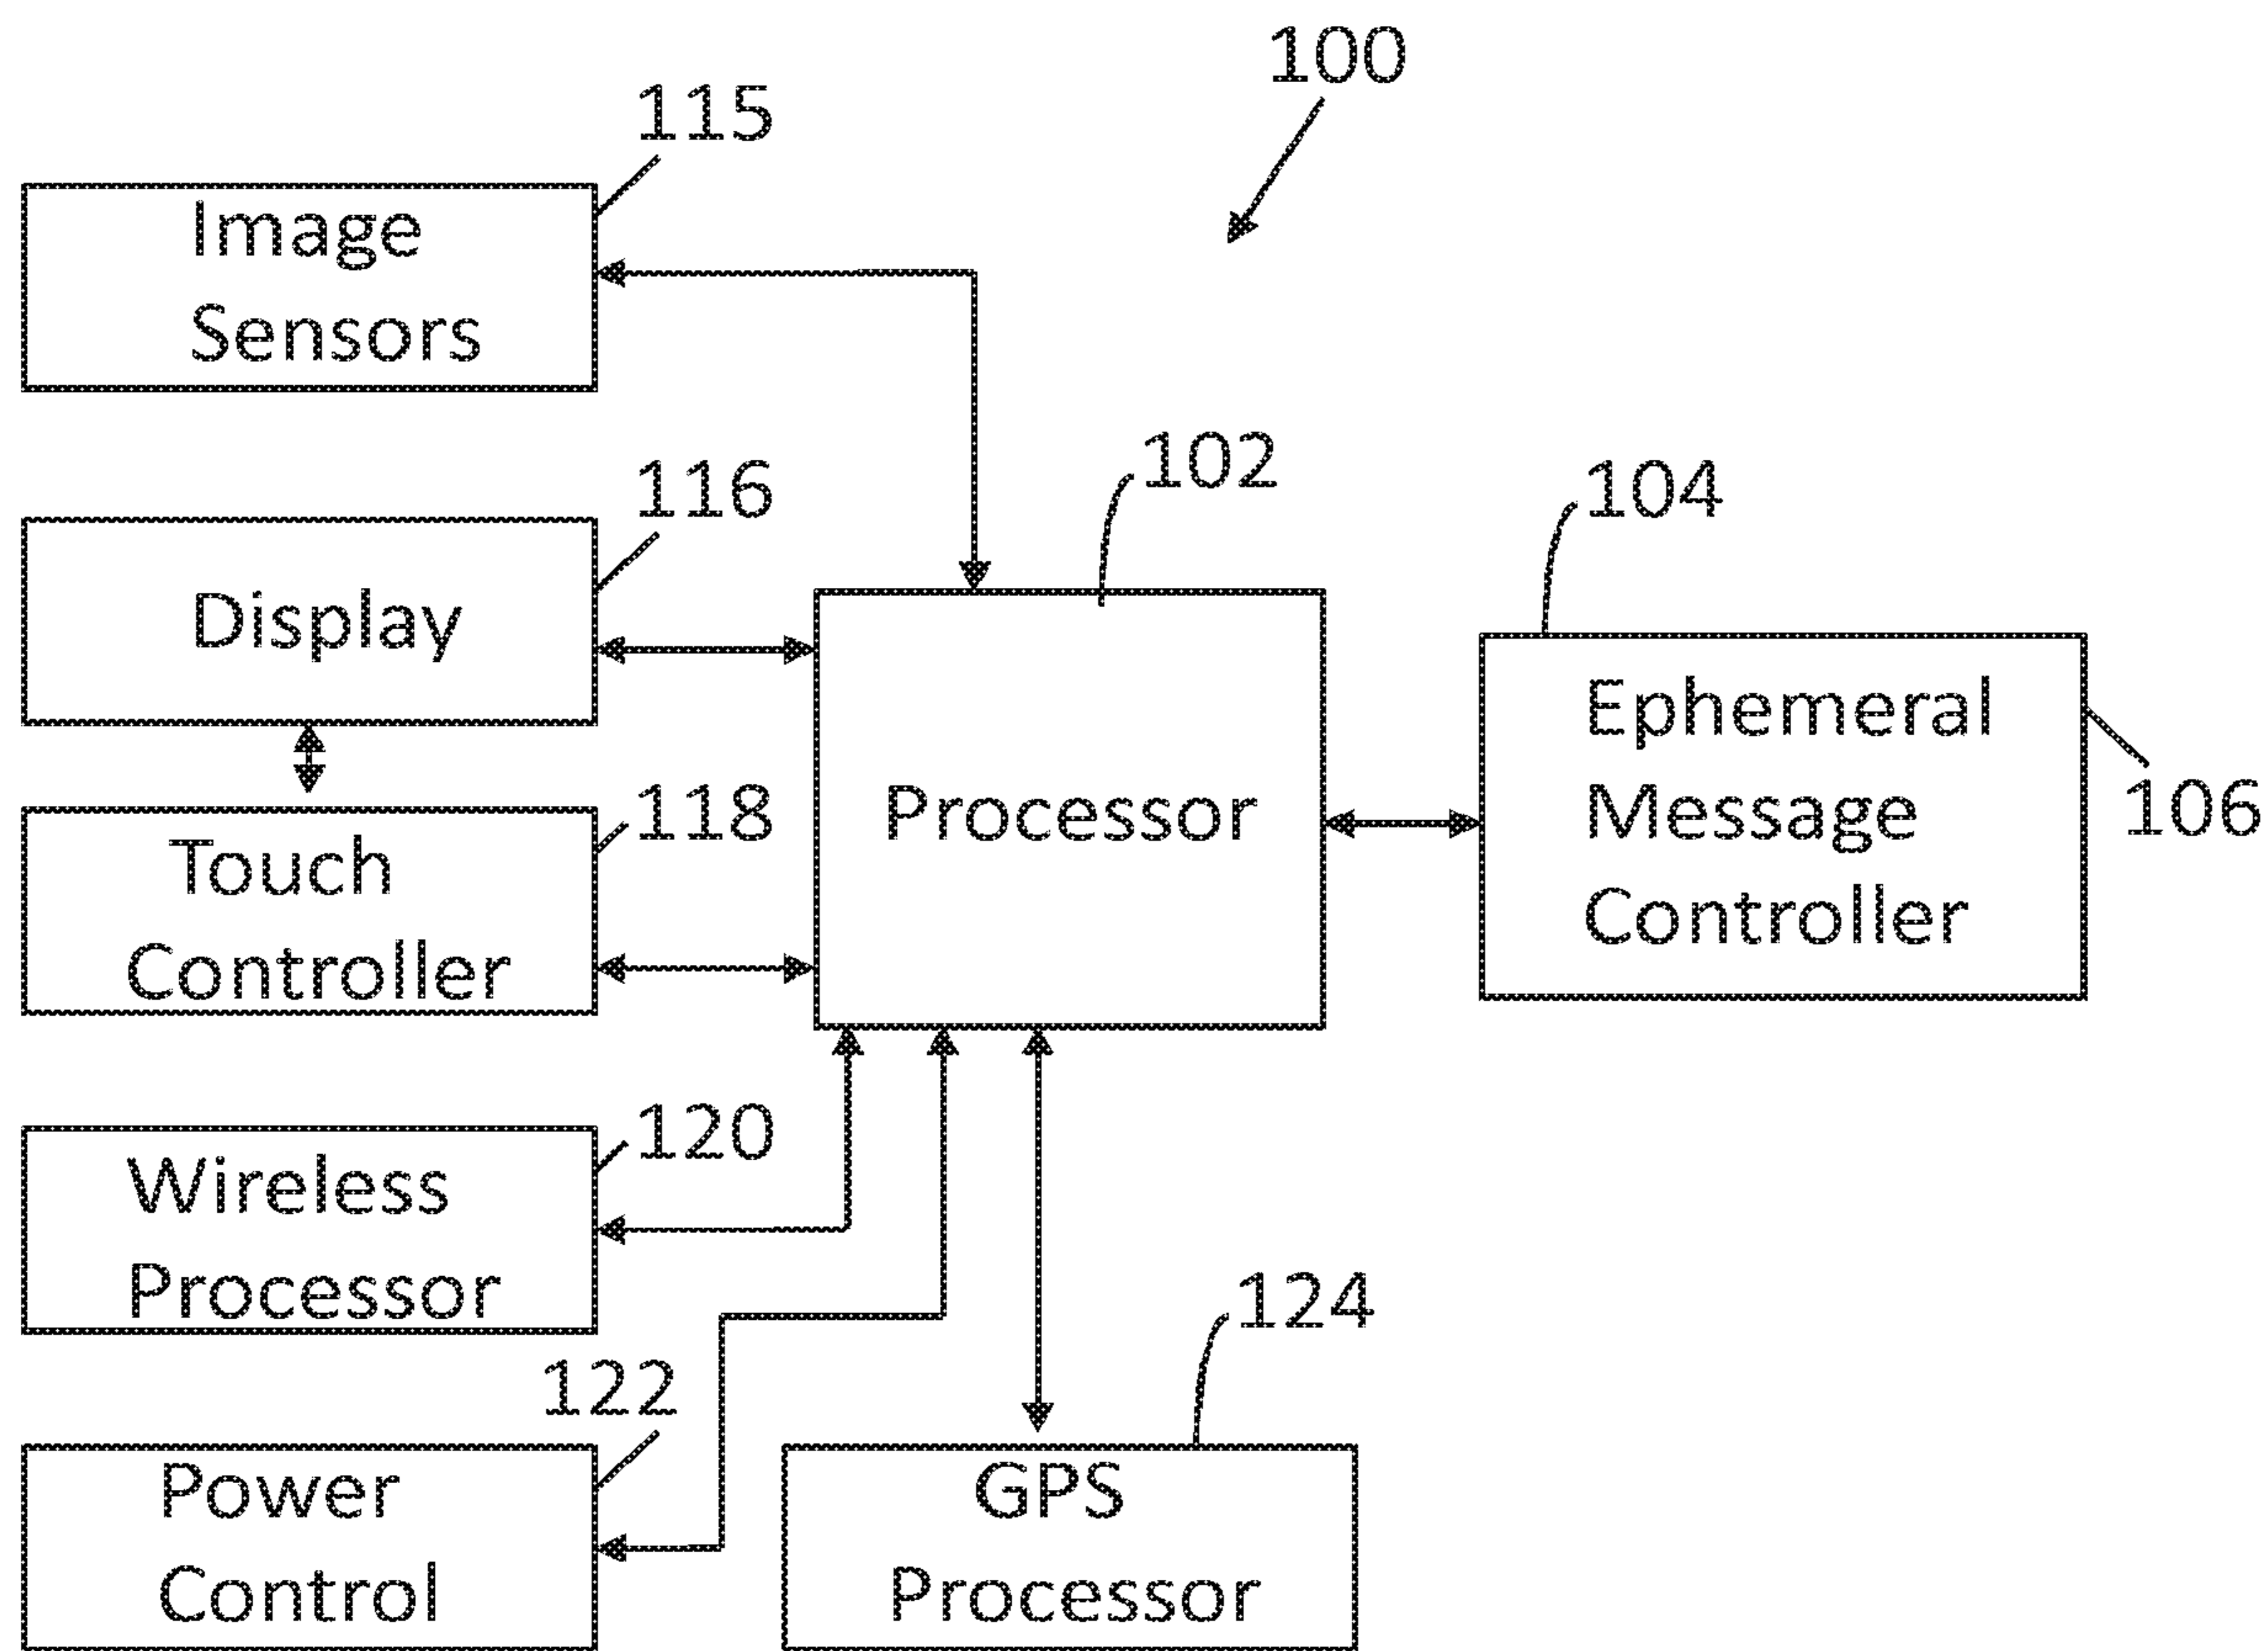 100
115
Image
Sensors
102
116
104
Display
Ephemeral
Message
Controller
106
Processor
118
Touch
Controller
120
Wireless
Processor
124
122
Power
Control
GPS
Processor